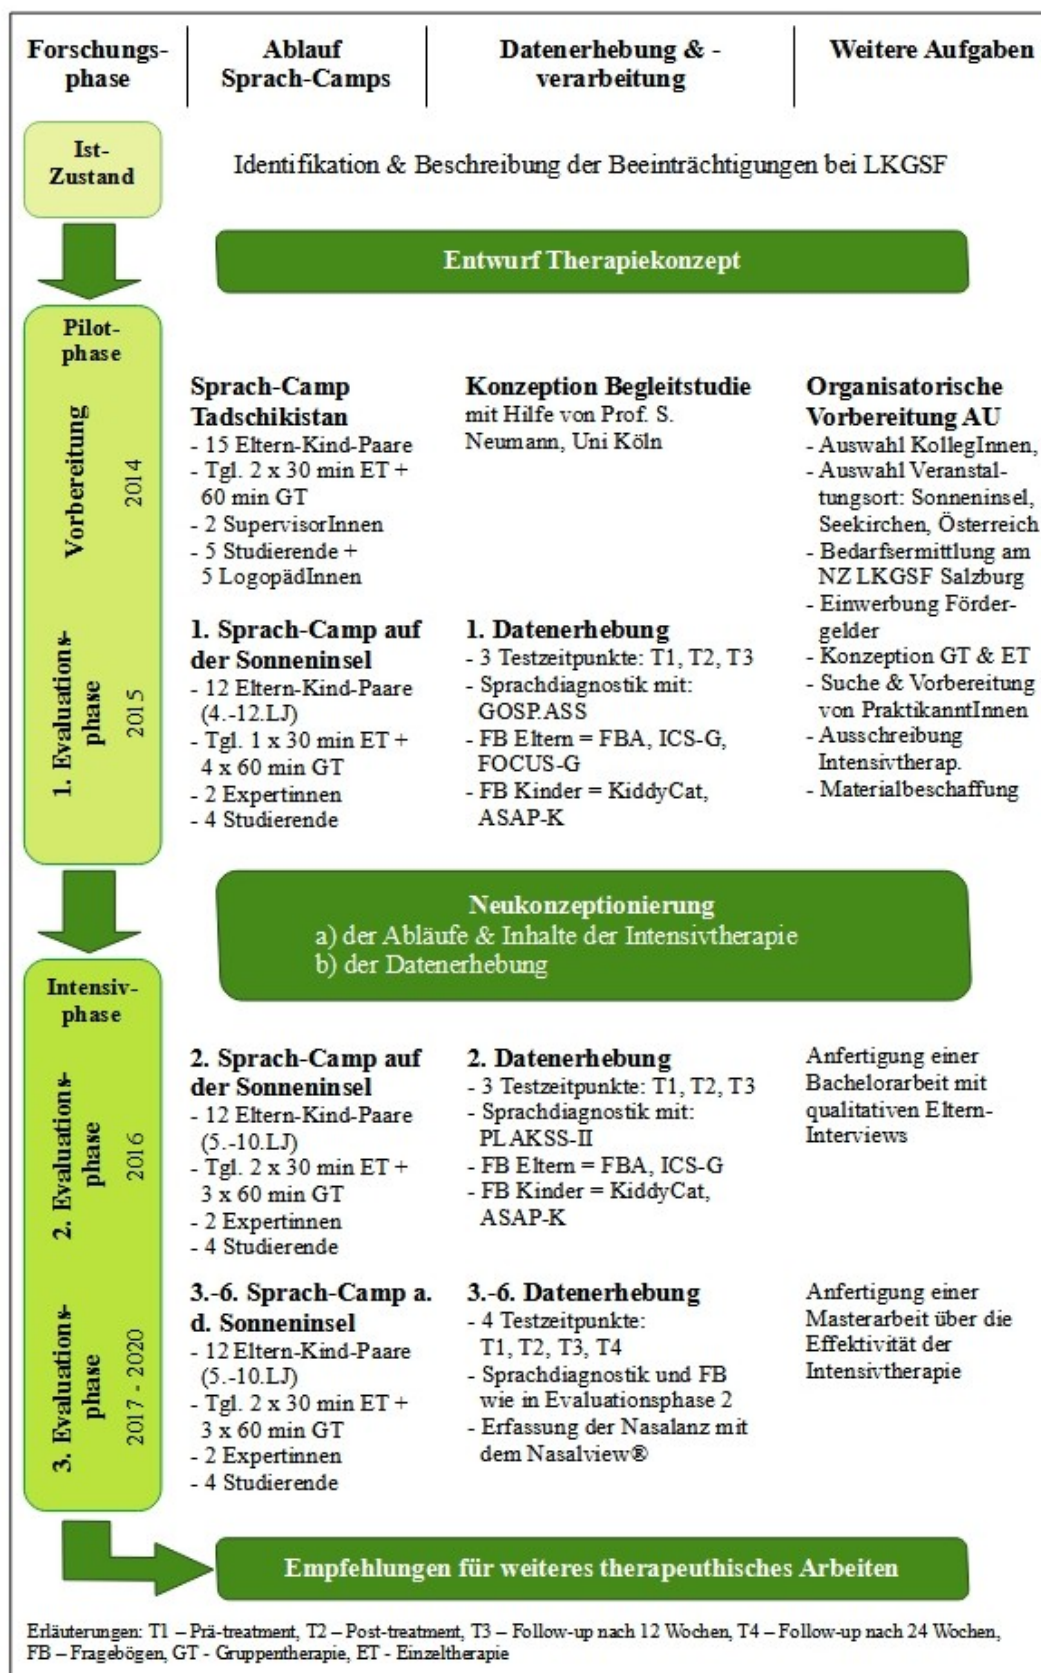 Forschungs-
phase
Ablauf
Sprach-Camps
Datenerhebung & -
verarbeitung
Weitere Aufgaben
Ist-
Zustand
Identifikation & Beschreibung der Beeinträchtigungen bei LKGSF
Entwurf Therapiekonzept
Pilot-
phase
Vorbereitung
2014
Sprach-Camp
Tadschikistan
- 15 Eltern-Kind-Paare
- Tgl. 2 x 30 min ET +
60 min GT
- 2 SupervisorInnen
- 5 Studierende +
5 LogopädInnen
Konzeption Begleitstudie
mit Hilfe von Prof. S.
Neumann, Uni Köln
Organisatorische
Vorbereitung AU
- Auswahl KollegInnen,
- Auswahl Veranstal-
tungsort: Sonneninsel,
Seekirchen, Österreich
- Bedarfsermittlung am
NZ LKGSF Salzburg
- Einwerbung Förder-
gelder
- Konzeption GT & ET
- Suche & Vorbereitung
von PraktikantInnen
- Ausschreibung
Intensivtherap.
- Materialbeschaffung
1. Evaluations-
phase
2015
1. Sprach-Camp auf
der Sonneninsel
- 12 Eltern-Kind-Paare
(4.-12.LJ)
- Tgl. 1 x 30 min ET +
4 x 60 min GT
- 2 Expertinnen
- 4 Studierende
1. Datenerhebung
- 3 Testzeitpunkte: T1, T2, T3
- Sprachdiagnostik mit:
GOSP.ASS
- FB Eltern = FBA, ICS-G,
FOCUS-G
- FB Kinder = KiddyCat,
ASAP-K
Neukonzeptionierung
a) der Abläufe & Inhalte der Intensivtherapie
b) der Datenerhebung
Intensiv-
phase
2. Evaluations-
phase
2016
2. Sprach-Camp auf
der Sonneninsel
- 12 Eltern-Kind-Paare
(5.-10.LJ)
- Tgl. 2 x 30 min ET +
3 x 60 min GT
- 2 Expertinnen
- 4 Studierende
2. Datenerhebung
- 3 Testzeitpunkte: T1, T2, T3
- Sprachdiagnostik mit:
PLAKSS-II
- FB Eltern = FBA, ICS-G
- FB Kinder = KiddyCat,
ASAP-K
Anfertigung einer
Bachelorarbeit mit
qualitativen Eltern-
Interviews
3. Evaluations-
phase
2017 - 2020
3.-6. Sprach-Camp a.
d. Sonneninsel
- 12 Eltern-Kind-Paare
(5.-10.LJ)
- Tgl. 2 x 30 min ET +
3 x 60 min GT
- 2 Expertinnen
- 4 Studierende
3.-6. Datenerhebung
- 4 Testzeitpunkte:
T1, T2, T3, T4
- Sprachdiagnostik und FB
wie in Evaluationsphase 2
- Erfassung der Nasalanz mit
dem Nasalview®
Anfertigung einer
Masterarbeit über die
Effektivität der
Intensivtherapie
Empfehlungen für weiteres therapeuthisches Arbeiten
Erläuterungen: T1 – Prä-treatment, T2 – Post-treatment, T3 – Follow-up nach 12 Wochen, T4 – Follow-up nach 24 Wochen,
FB – Fragebögen, GT - Gruppentherapie, ET - Einzeltherapie